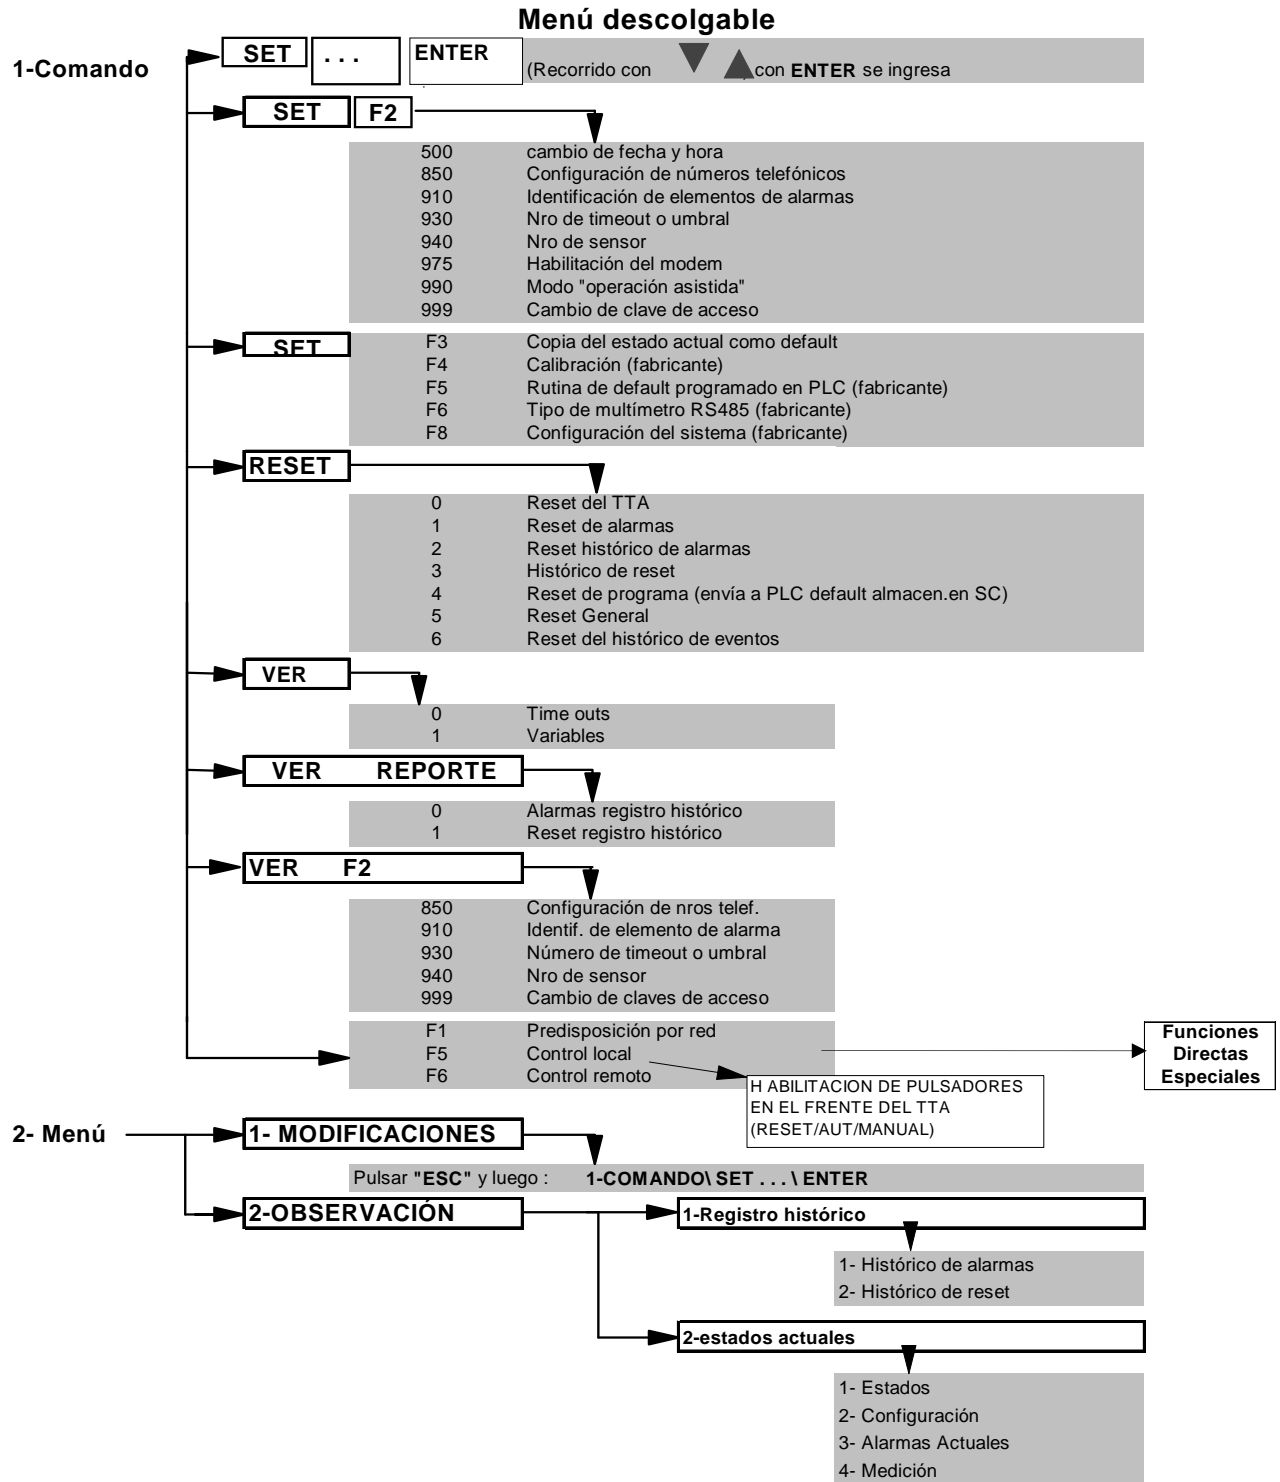 Menú descolgable
1-Comando
SET . . . ENTER (Recorrido con con ENTER se ingresa
SET F2
500 cambio de fecha y hora
850 Configuración de números telefónicos
910 Identificación de elementos de alarmas
930 Nro de timeout o umbral
940 Nro de sensor
975 Habilitación del modem
990 Modo "operación asistida"
999 Cambio de clave de acceso
SET
F3 Copia del estado actual como default
F4 Calibración (fabricante)
F5 Rutina de default programado en PLC (fabricante)
F6 Tipo de multímetro RS485 (fabricante)
F8 Configuración del sistema (fabricante)
RESET
0 Reset del TTA
1 Reset de alarmas
2 Reset histórico de alarmas
3 Histórico de reset
4 Reset de programa (envía a PLC default almacen.en SC)
5 Reset General
6 Reset del histórico de eventos
VER
0 Time outs
1 Variables
VER REPORTE
0 Alarmas registro histórico
1 Reset registro histórico
VER F2
850 Configuración de nros telef.
910 Identif. de elemento de alarma
930 Número de timeout o umbral
940 Nro de sensor
999 Cambio de claves de acceso
F1 Predisposición por red
F5 Control local
F6 Control remoto
Funciones
Directas
Especiales
H ABILITACION DE PULSADORES
EN EL FRENTE DEL TTA
(RESET/AUT/MANUAL)
2- Menú
1- MODIFICACIONES
Pulsar "ESC" y luego : 1-COMANDO\ SET . . . \ ENTER
2-OBSERVACIÓN
1-Registro histórico
1- Histórico de alarmas
2- Histórico de reset
2-estados actuales
1- Estados
2- Configuración
3- Alarmas Actuales
4- Medición